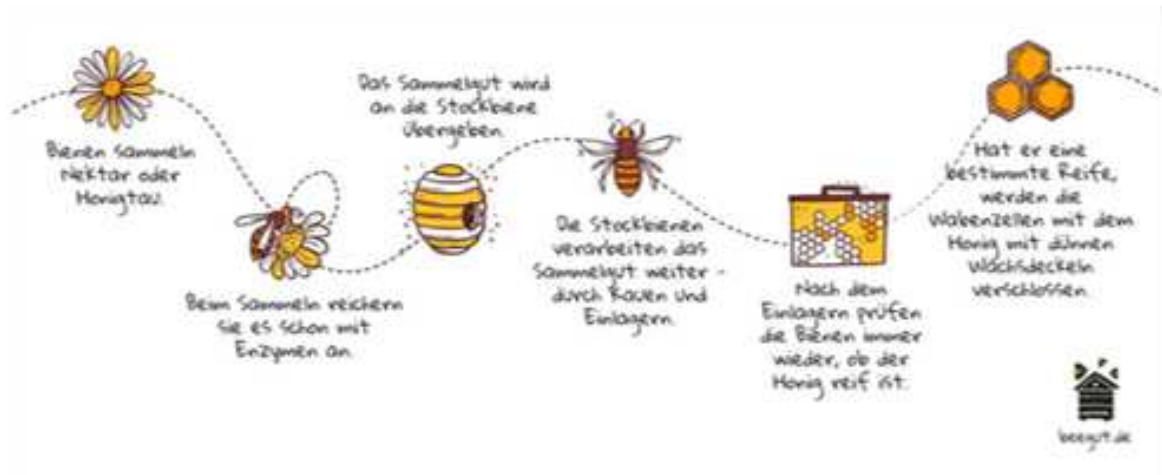 Bienen sammeln
Nektar oder
Honigtau.
Beim Sammeln reichern
sie es schon mit
Enzymen an.
Das Sammelgut wird
an die Stockbiene
übergeben.
Die Stockbienen
verarbeiten das
Sammelgut weiter -
durch Kauen und
Einlagern.
Nach dem
Einlagern prüfen
die Bienen immer
wieder, ob der
Honig reif ist.
Hat er eine
bestimmte Reife,
werden die
Wabenzellen mit dem
Honig mit dünnen
Wachsdeckeln
verschlossen.
beegut.de